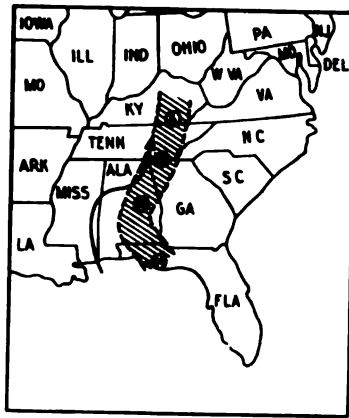 IOWA
PA
NJ
ILL
IND
OHIO
MD
DEL
W VA
MO
VA
KY
NC
TENN
ARK
ALA
SC
MISS
GA
LA
FLA